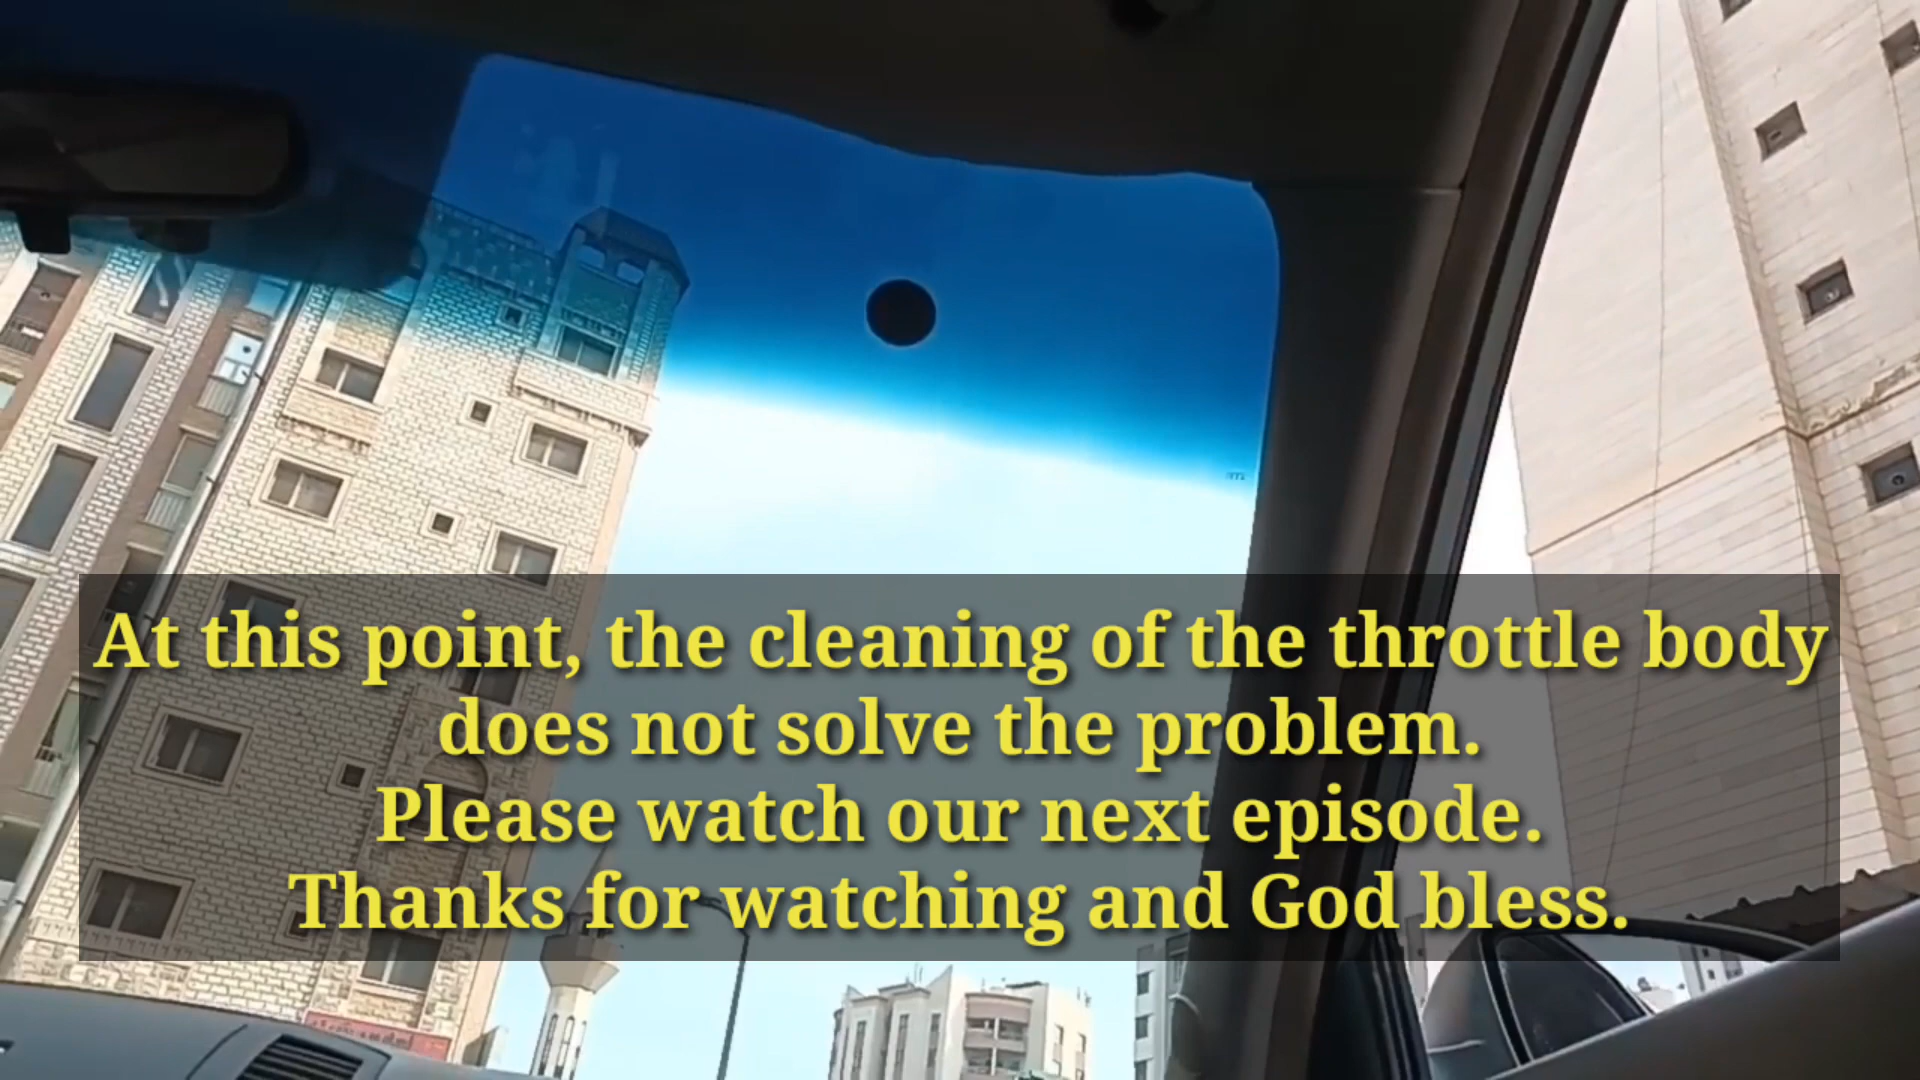 At this point, the cleaning of the throttle body
does not solve the problem.
Please watch our next episode.
Thanks for watching and God bless.